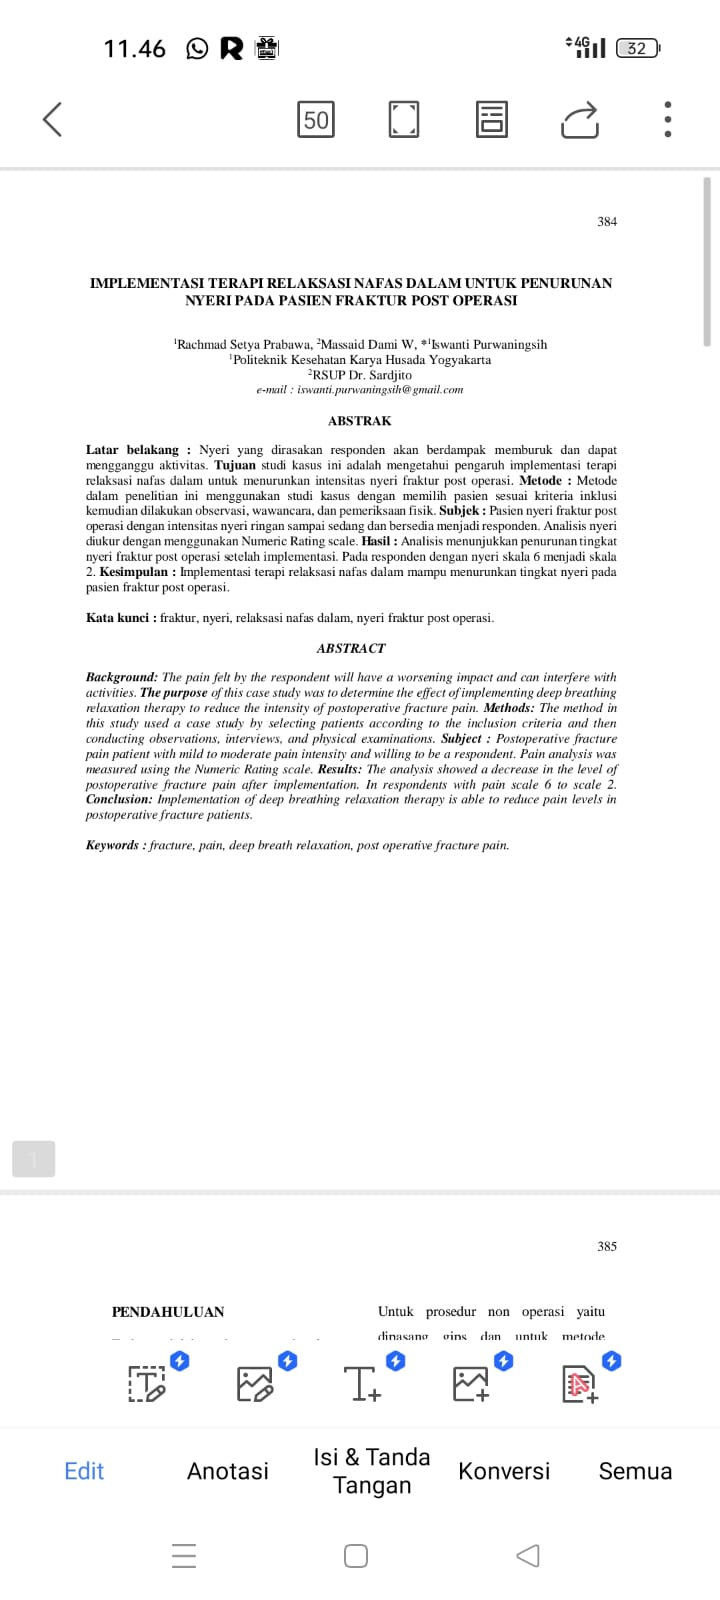 11.46
4G
32
50
384
IMPLEMENTASI TERAPI RELAKSASI NAFAS DALAM UNTUK PENURUNAN
NYERI PADA PASIEN FRAKTUR POST OPERASI
¹Rachmad Setya Prabawa, ²Massaid Dami W, *¹Iswanti Purwaningsih
¹Politeknik Kesehatan Karya Husada Yogyakarta
²RSUP Dr. Sardjito
e-mail : iswanti.purwaningsih@gmail.com
ABSTRAK
Latar belakang : Nyeri yang dirasakan responden akan berdampak memburuk dan dapat
mengganggu aktivitas. Tujuan studi kasus ini adalah mengetahui pengaruh implementasi terapi
relaksasi nafas dalam untuk menurunkan intensitas nyeri fraktur post operasi. Metode : Metode
dalam penelitian ini menggunakan studi kasus dengan memilih pasien sesuai kriteria inklusi
kemudian dilakukan observasi, wawancara, dan pemeriksaan fisik. Subjek : Pasien nyeri fraktur post
operasi dengan intensitas nyeri ringan sampai sedang dan bersedia menjadi responden. Analisis nyeri
diukur dengan menggunakan Numeric Rating scale. Hasil : Analisis menunjukkan penurunan tingkat
nyeri fraktur post operasi setelah implementasi. Pada responden dengan nyeri skala 6 menjadi skala
2. Kesimpulan : Implementasi terapi relaksasi nafas dalam mampu menurunkan tingkat nyeri pada
pasien fraktur post operasi.
Kata kunci : fraktur, nyeri, relaksasi nafas dalam, nyeri fraktur post operasi.
ABSTRACT
Background: The pain felt by the respondent will have a worsening impact and can interfere with
activities. The purpose of this case study was to determine the effect of implementing deep breathing
relaxation therapy to reduce the intensity of postoperative fracture pain. Methods: The method in
this study used a case study by selecting patients according to the inclusion criteria and then
conducting observations, interviews, and physical examinations. Subject : Postoperative fracture
pain patient with mild to moderate pain intensity and willing to be a respondent. Pain analysis was
measured using the Numeric Rating scale. Results: The analysis showed a decrease in the level of
postoperative fracture pain after implementation. In respondents with pain scale 6 to scale 2.
Conclusion: Implementation of deep breathing relaxation therapy is able to reduce pain levels in
postoperative fracture patients.
Keywords : fracture, pain, deep breath relaxation, post operative fracture pain.
1
385
PENDAHULUAN
Untuk prosedur non operasi yaitu
dipasang gips dan untuk metode
Edit
Anotasi
Isi & Tanda
Tangan
Konversi
Semua